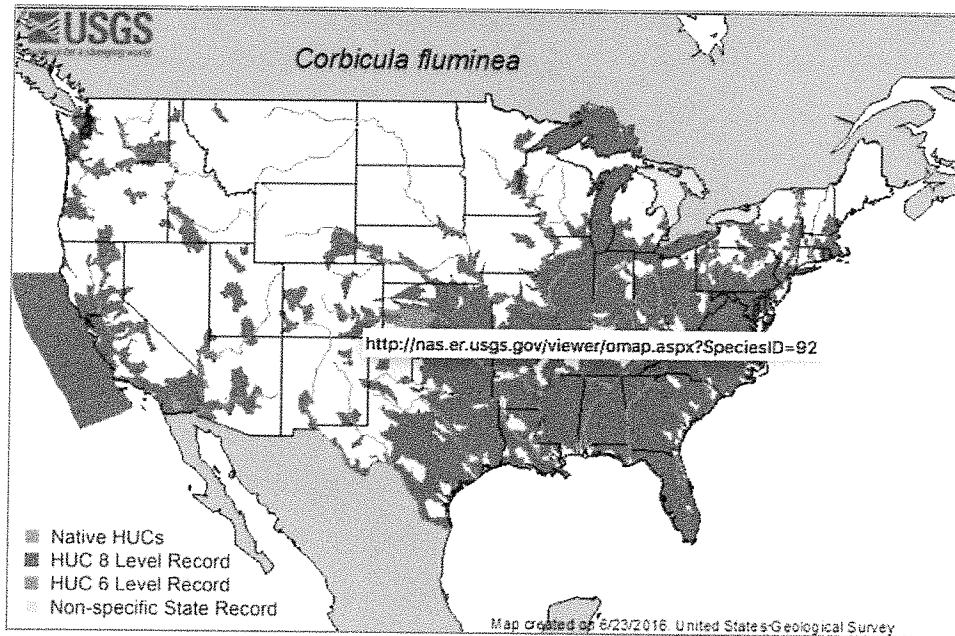 USGS
Corbicula fluminea
http://nas.er.usgs.gov/viewer/omap.aspx?SpeciesID=92
Native HUCs
HUC 8 Level Record
HUC 6 Level Record
Non-specific State Record
Map created on 6/23/2016. United States Geological Survey